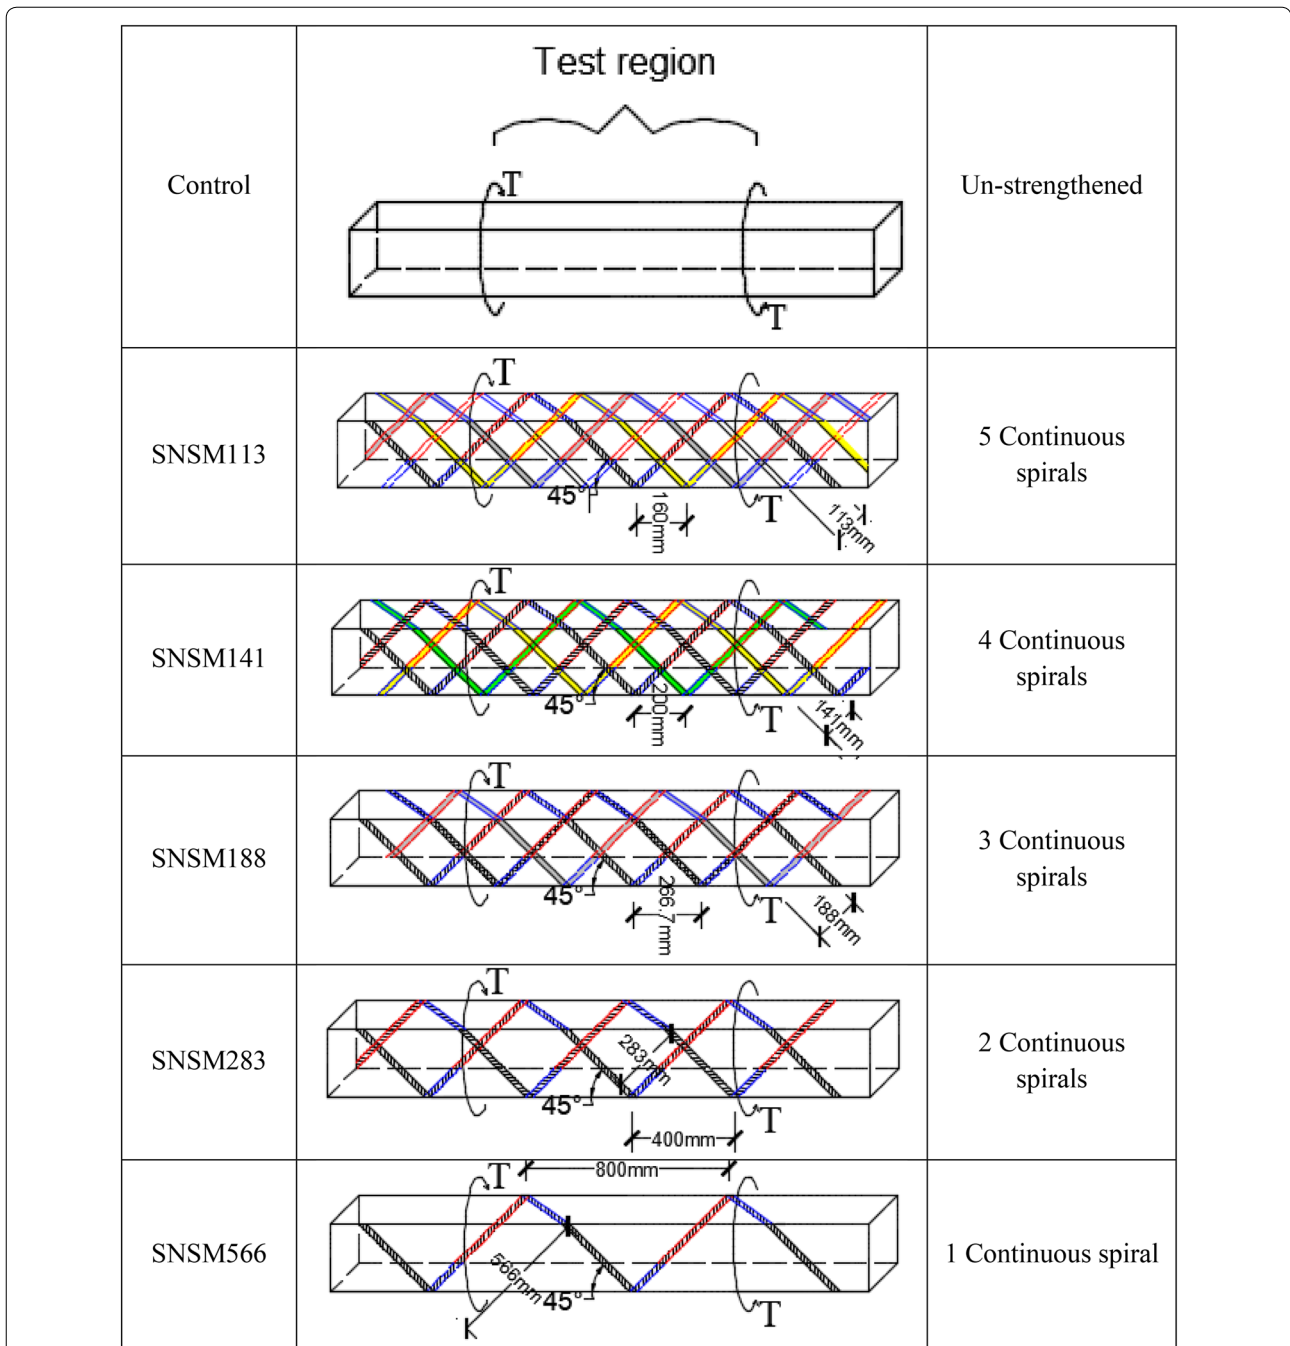 Test region
Control
T
T
Un-strengthened
T
SNSM113
45°
160mm
T
113mm
5 Continuous
spirals
T
SNSM141
45°
200mm
T
141mm
4 Continuous
spirals
T
SNSM188
45°
266.7mm
T
188mm
3 Continuous
spirals
T
SNSM283
283mm
45°
T
400mm
2 Continuous
spirals
T
800mm
SNSM566
566mm
45°
T
1 Continuous spiral